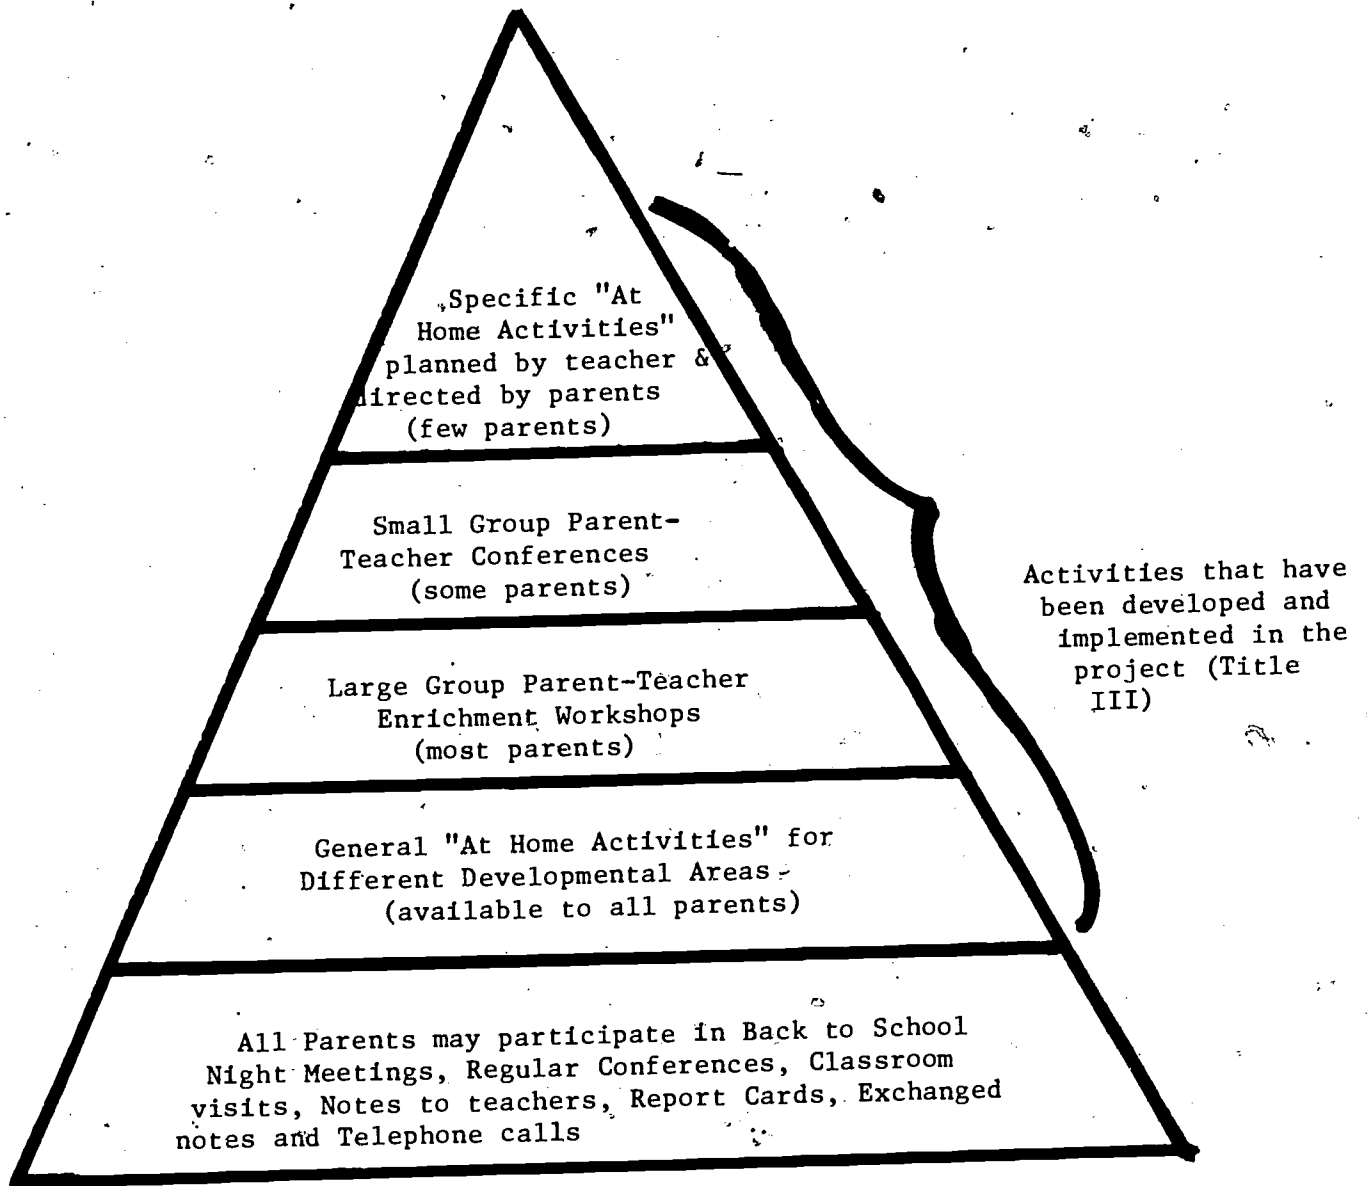 Specific "At
Home Activities"
planned by teacher &
directed by parents
(few parents)
Small Group Parent-
Teacher Conferences
(some parents)
Large Group Parent-Teacher
Enrichment Workshops
(most parents)
General "At Home Activities" for
Different Developmental Areas
(available to all parents)
All Parents may participate in Back to School
Night Meetings, Regular Conferences, Classroom
visits, Notes to teachers, Report Cards, Exchanged
notes and Telephone calls
Activities that have
been developed and
implemented in the
project (Title
III)